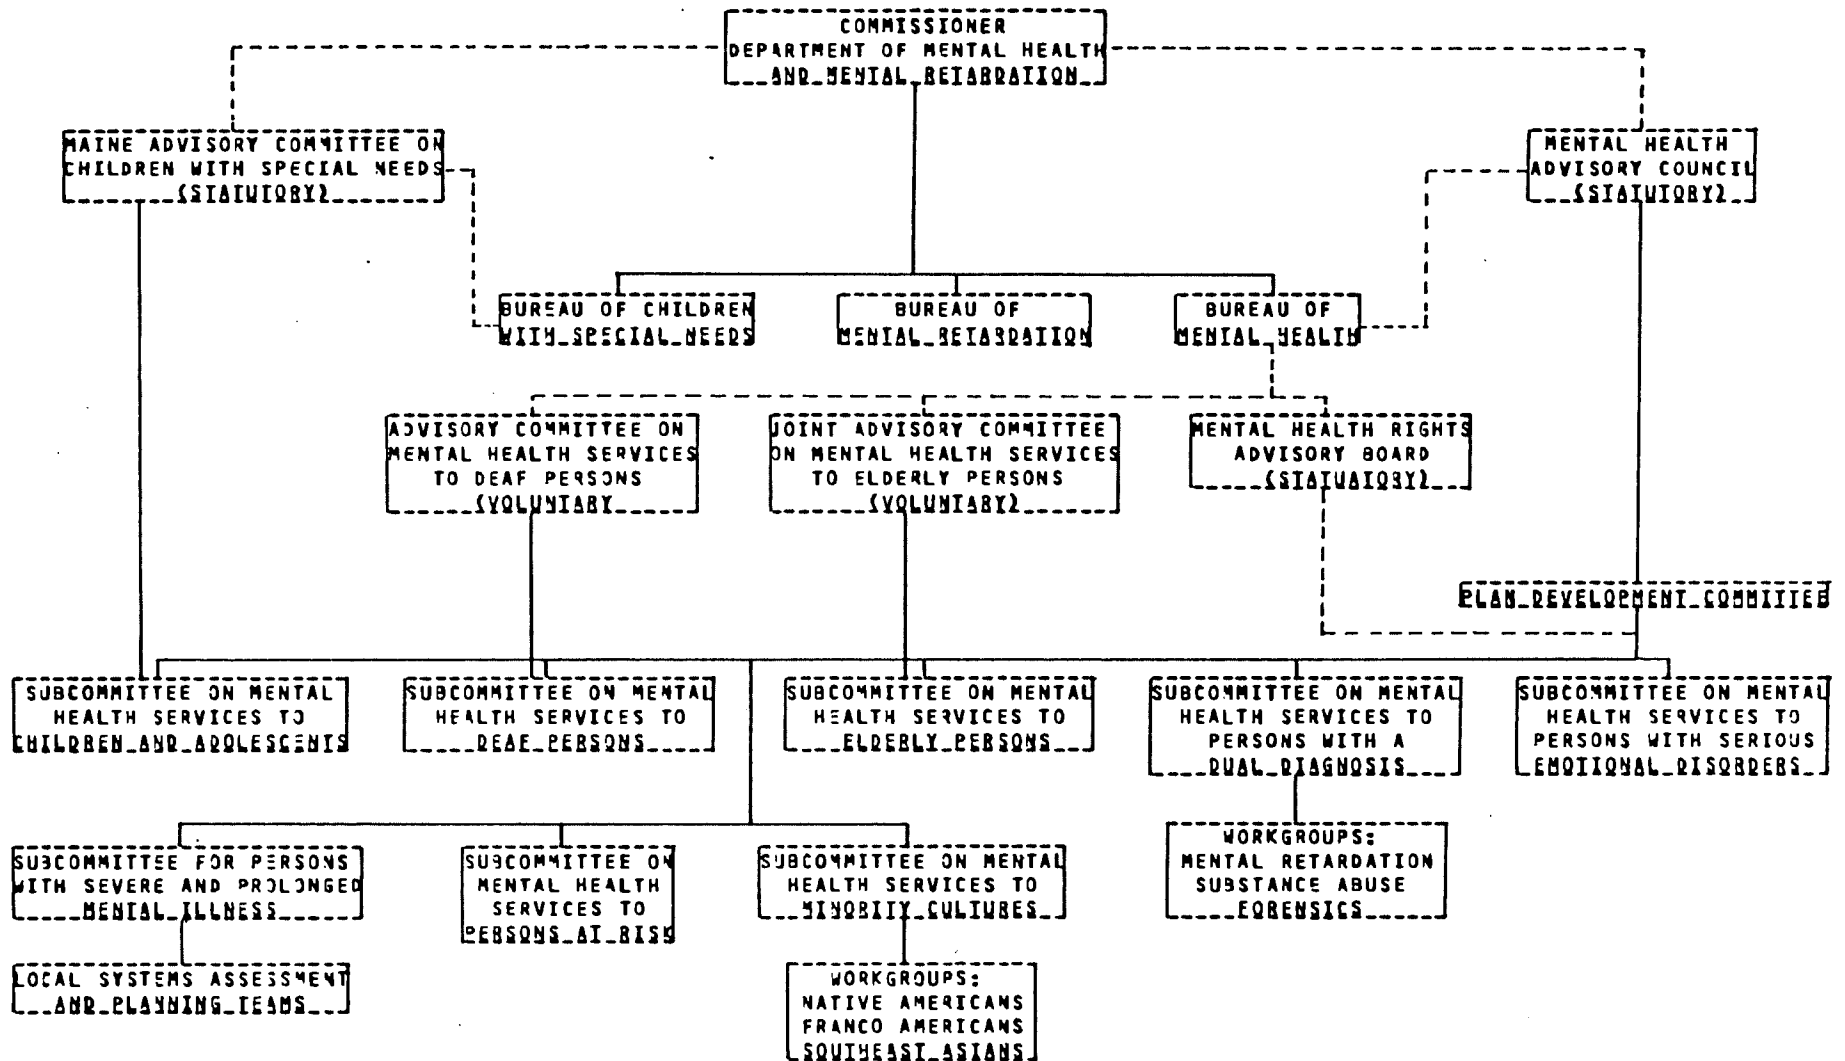 COMMISSIONER
DEPARTMENT OF MENTAL HEALTH
AND MENTAL RETARDATION
MAINE ADVISORY COMMITTEE ON
CHILDREN WITH SPECIAL NEEDS
(STATUTORY)
MENTAL HEALTH
ADVISORY COUNCIL
(STATUTORY)
BUREAU OF CHILDREN
WITH SPECIAL NEEDS
BUREAU OF
MENTAL RETARDATION
BUREAU OF
MENTAL HEALTH
ADVISORY COMMITTEE ON
MENTAL HEALTH SERVICES
TO DEAF PERSONS
(VOLUNTARY
JOINT ADVISORY COMMITTEE
ON MENTAL HEALTH SERVICES
TO ELDERLY PERSONS
(VOLUNTARY)
MENTAL HEALTH RIGHTS
ADVISORY BOARD
(STATUATORY)
PLAN DEVELOPMENT COMMITTEE
SUBCOMMITTEE ON MENTAL
HEALTH SERVICES TO
CHILDREN AND ADOLESCENTS
SUBCOMMITTEE ON MENTAL
HEALTH SERVICES TO
DEAF PERSONS
SUBCOMMITTEE ON MENTAL
HEALTH SERVICES TO
ELDERLY PERSONS
SUBCOMMITTEE ON MENTAL
HEALTH SERVICES TO
PERSONS WITH A
DUAL DIAGNOSIS
SUBCOMMITTEE ON MENTAL
HEALTH SERVICES TO
PERSONS WITH SERIOUS
EMOTIONAL DISORDERS
SUBCOMMITTEE FOR PERSONS
WITH SEVERE AND PROLONGED
MENTAL ILLNESS
SUBCOMMITTEE ON
MENTAL HEALTH
SERVICES TO
PERSONS AT RISK
SUBCOMMITTEE ON MENTAL
HEALTH SERVICES TO
MINORITY CULTURES
WORKGROUPS:
MENTAL RETARDATION
SUBSTANCE ABUSE
FORENSICS
LOCAL SYSTEMS ASSESSMENT
AND PLANNING TEAMS
WORKGROUPS:
NATIVE AMERICANS
FRANCO AMERICANS
SOUTHEAST ASIANS